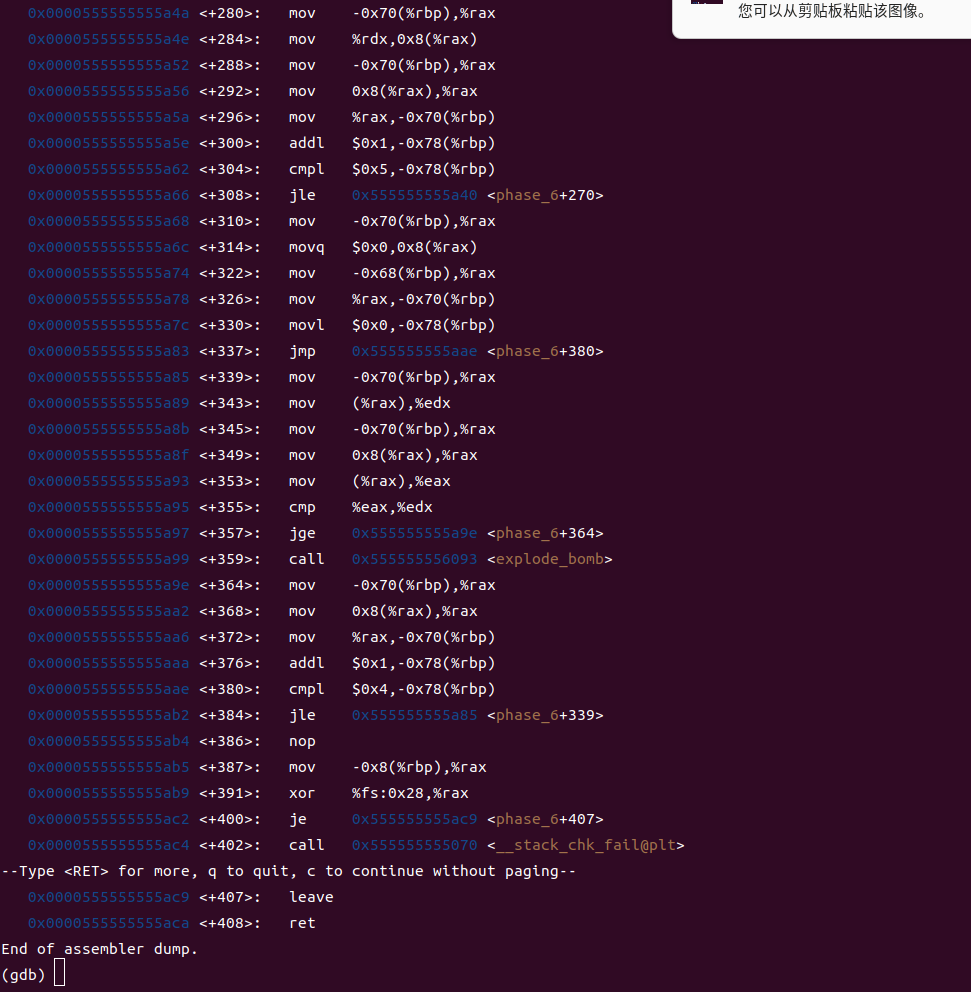 您可以从剪贴板粘贴该图像。
0x0000555555555a4a <+280>: mov -0x70(%rbp),%rax
0x0000555555555a4e <+284>: mov %rdx,0x8(%rax)
0x0000555555555a52 <+288>: mov -0x70(%rbp),%rax
0x0000555555555a56 <+292>: mov 0x8(%rax),%rax
0x0000555555555a5a <+296>: mov %rax,-0x70(%rbp)
0x0000555555555a5e <+300>: addl $0x1,-0x78(%rbp)
0x0000555555555a62 <+304>: cmpl $0x5,-0x78(%rbp)
0x0000555555555a66 <+308>: jle 0x555555555a40 <phase_6+270>
0x0000555555555a68 <+310>: mov -0x70(%rbp),%rax
0x0000555555555a6c <+314>: movq $0x0,0x8(%rax)
0x0000555555555a74 <+322>: mov -0x68(%rbp),%rax
0x0000555555555a78 <+326>: mov %rax,-0x70(%rbp)
0x0000555555555a7c <+330>: movl $0x0,-0x78(%rbp)
0x0000555555555a83 <+337>: jmp 0x555555555aae <phase_6+380>
0x0000555555555a85 <+339>: mov -0x70(%rbp),%rax
0x0000555555555a89 <+343>: mov (%rax),%edx
0x0000555555555a8b <+345>: mov -0x70(%rbp),%rax
0x0000555555555a8f <+349>: mov 0x8(%rax),%rax
0x0000555555555a93 <+353>: mov (%rax),%eax
0x0000555555555a95 <+355>: cmp %eax,%edx
0x0000555555555a97 <+357>: jge 0x555555555a9e <phase_6+364>
0x0000555555555a99 <+359>: call 0x555555556093 <explode_bomb>
0x0000555555555a9e <+364>: mov -0x70(%rbp),%rax
0x0000555555555aa2 <+368>: mov 0x8(%rax),%rax
0x0000555555555aa6 <+372>: mov %rax,-0x70(%rbp)
0x0000555555555aaa <+376>: addl $0x1,-0x78(%rbp)
0x0000555555555aae <+380>: cmpl $0x4,-0x78(%rbp)
0x0000555555555ab2 <+384>: jle 0x555555555a85 <phase_6+339>
0x0000555555555ab4 <+386>: nop
0x0000555555555ab5 <+387>: mov -0x8(%rbp),%rax
0x0000555555555ab9 <+391>: xor %fs:0x28,%rax
0x0000555555555ac2 <+400>: je 0x555555555ac9 <phase_6+407>
0x0000555555555ac4 <+402>: call 0x555555555070 <__stack_chk_fail@plt>
--Type <RET> for more, q to quit, c to continue without paging--
0x0000555555555ac9 <+407>: leave
0x0000555555555aca <+408>: ret
End of assembler dump.
(gdb)